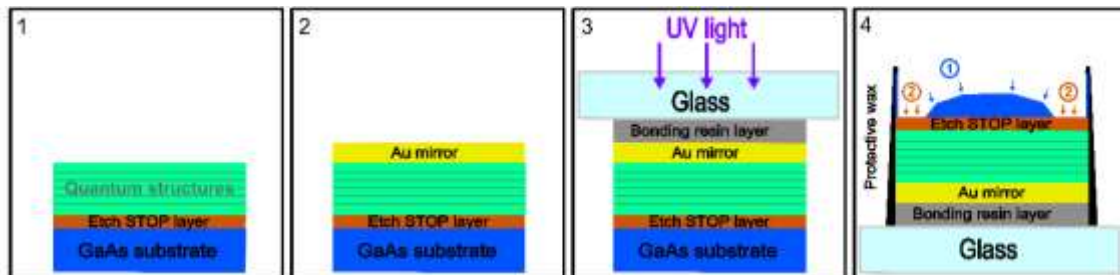 1
Quantum structures
Etch STOP layer
GaAs substrate
2
Au mirror
Etch STOP layer
GaAs substrate
3
UV light
Glass
Bonding resin layer
Au mirror
Etch STOP layer
GaAs substrate
4
Protective wax
② ① ②
Etch STOP layer
Au mirror
Bonding resin layer
Glass